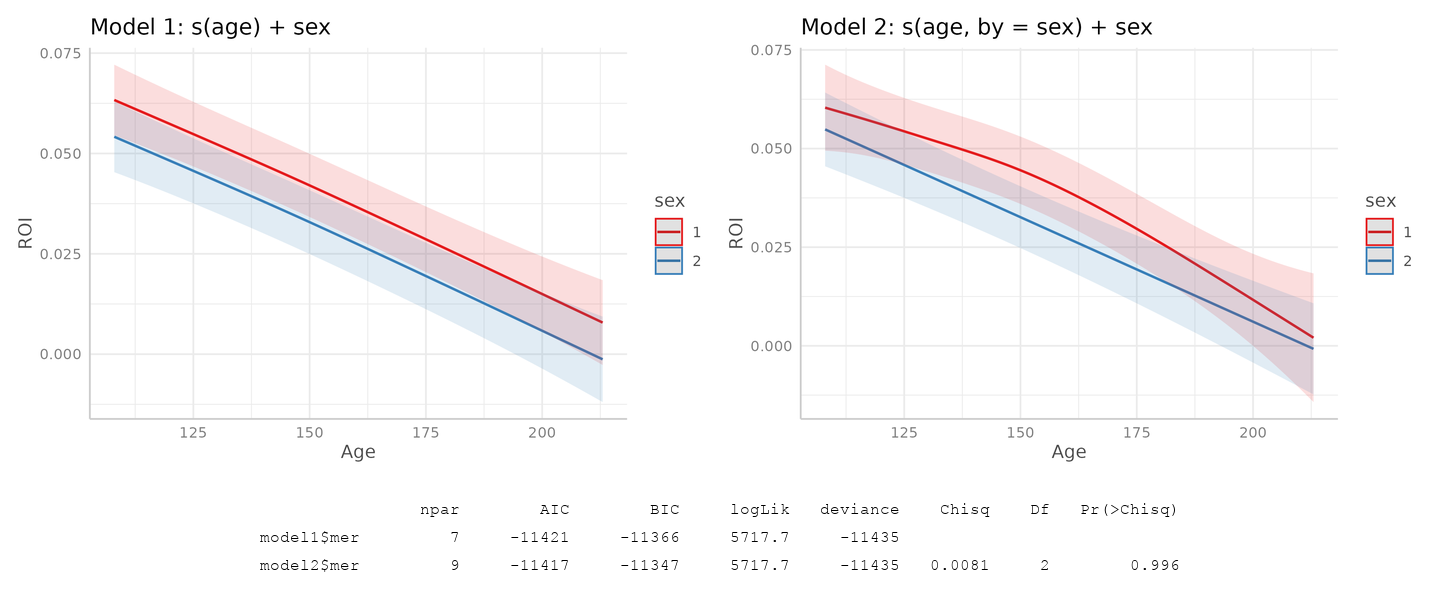 Model 1: s(age) + sex
0.075
0.050
0.025
0.000
ROI
125 150 175 200
Age
sex
1
2
Model 2: s(age, by = sex) + sex
0.075
0.050
0.025
0.000
ROI
125 150 175 200
Age
sex
1
2
npar AIC BIC logLik deviance Chisq Df Pr(>Chisq)
model1$mer 7 -11421 -11366 5717.7 -11435
model2$mer 9 -11417 -11347 5717.7 -11435 0.0081 2 0.996